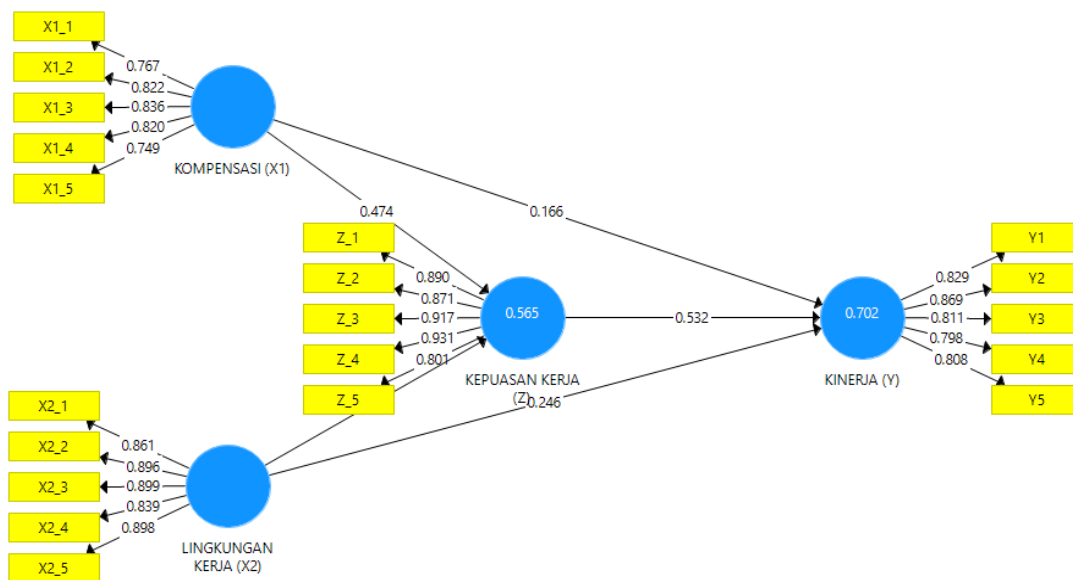 X1_1
X1_2
X1_3
X1_4
X1_5
0.767
0.822
0.836
0.820
0.749
KOMPENSASI (X1)
0.474
0.166
Z_1
Z_2
Z_3
Z_4
Z_5
0.890
0.871
0.917
0.931
0.801
0.565
KEPUASAN KERJA
(Z)
0.532
0.246
0.702
KINERJA (Y)
0.829
0.869
0.811
0.798
0.808
Y1
Y2
Y3
Y4
Y5
X2_1
X2_2
X2_3
X2_4
X2_5
0.861
0.896
0.899
0.839
0.898
LINGKUNGAN
KERJA (X2)